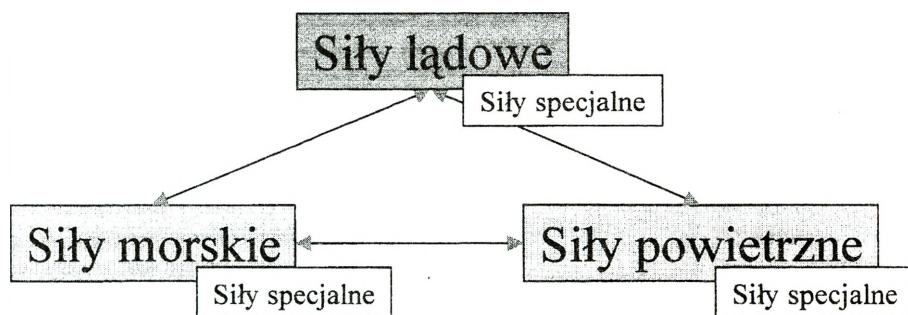 Siły lądowe
Siły specjalne
Siły morskie
Siły specjalne
Siły powietrzne
Siły specjalne